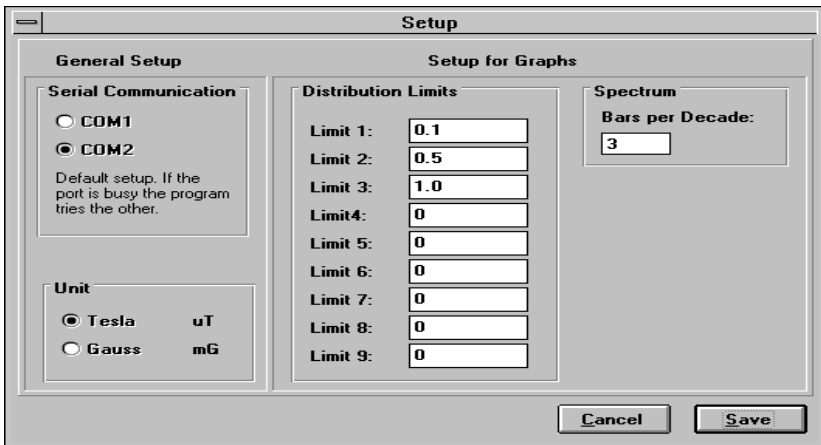 Setup
General Setup
Setup for Graphs
Serial Communication
COM1
COM2
Default setup. If the
port is busy the program
tries the other.
Unit
Tesla uT
Gauss mG
Distribution Limits
Limit 1: 0.1
Limit 2: 0.5
Limit 3: 1.0
Limit4: 0
Limit 5: 0
Limit 6: 0
Limit 7: 0
Limit 8: 0
Limit 9: 0
Spectrum
Bars per Decade:
3
Cancel
Save